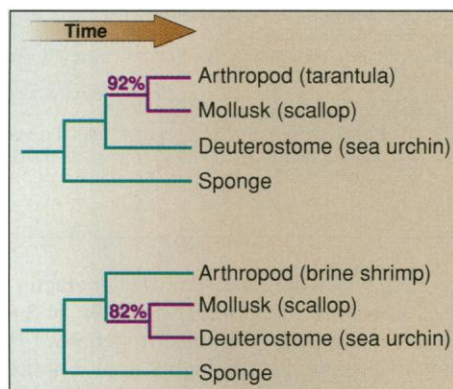 Time
92%
Arthropod (tarantula)
Mollusk (scallop)
Deuterostome (sea urchin)
Sponge
Arthropod (brine shrimp)
82%
Mollusk (scallop)
Deuterostome (sea urchin)
Sponge